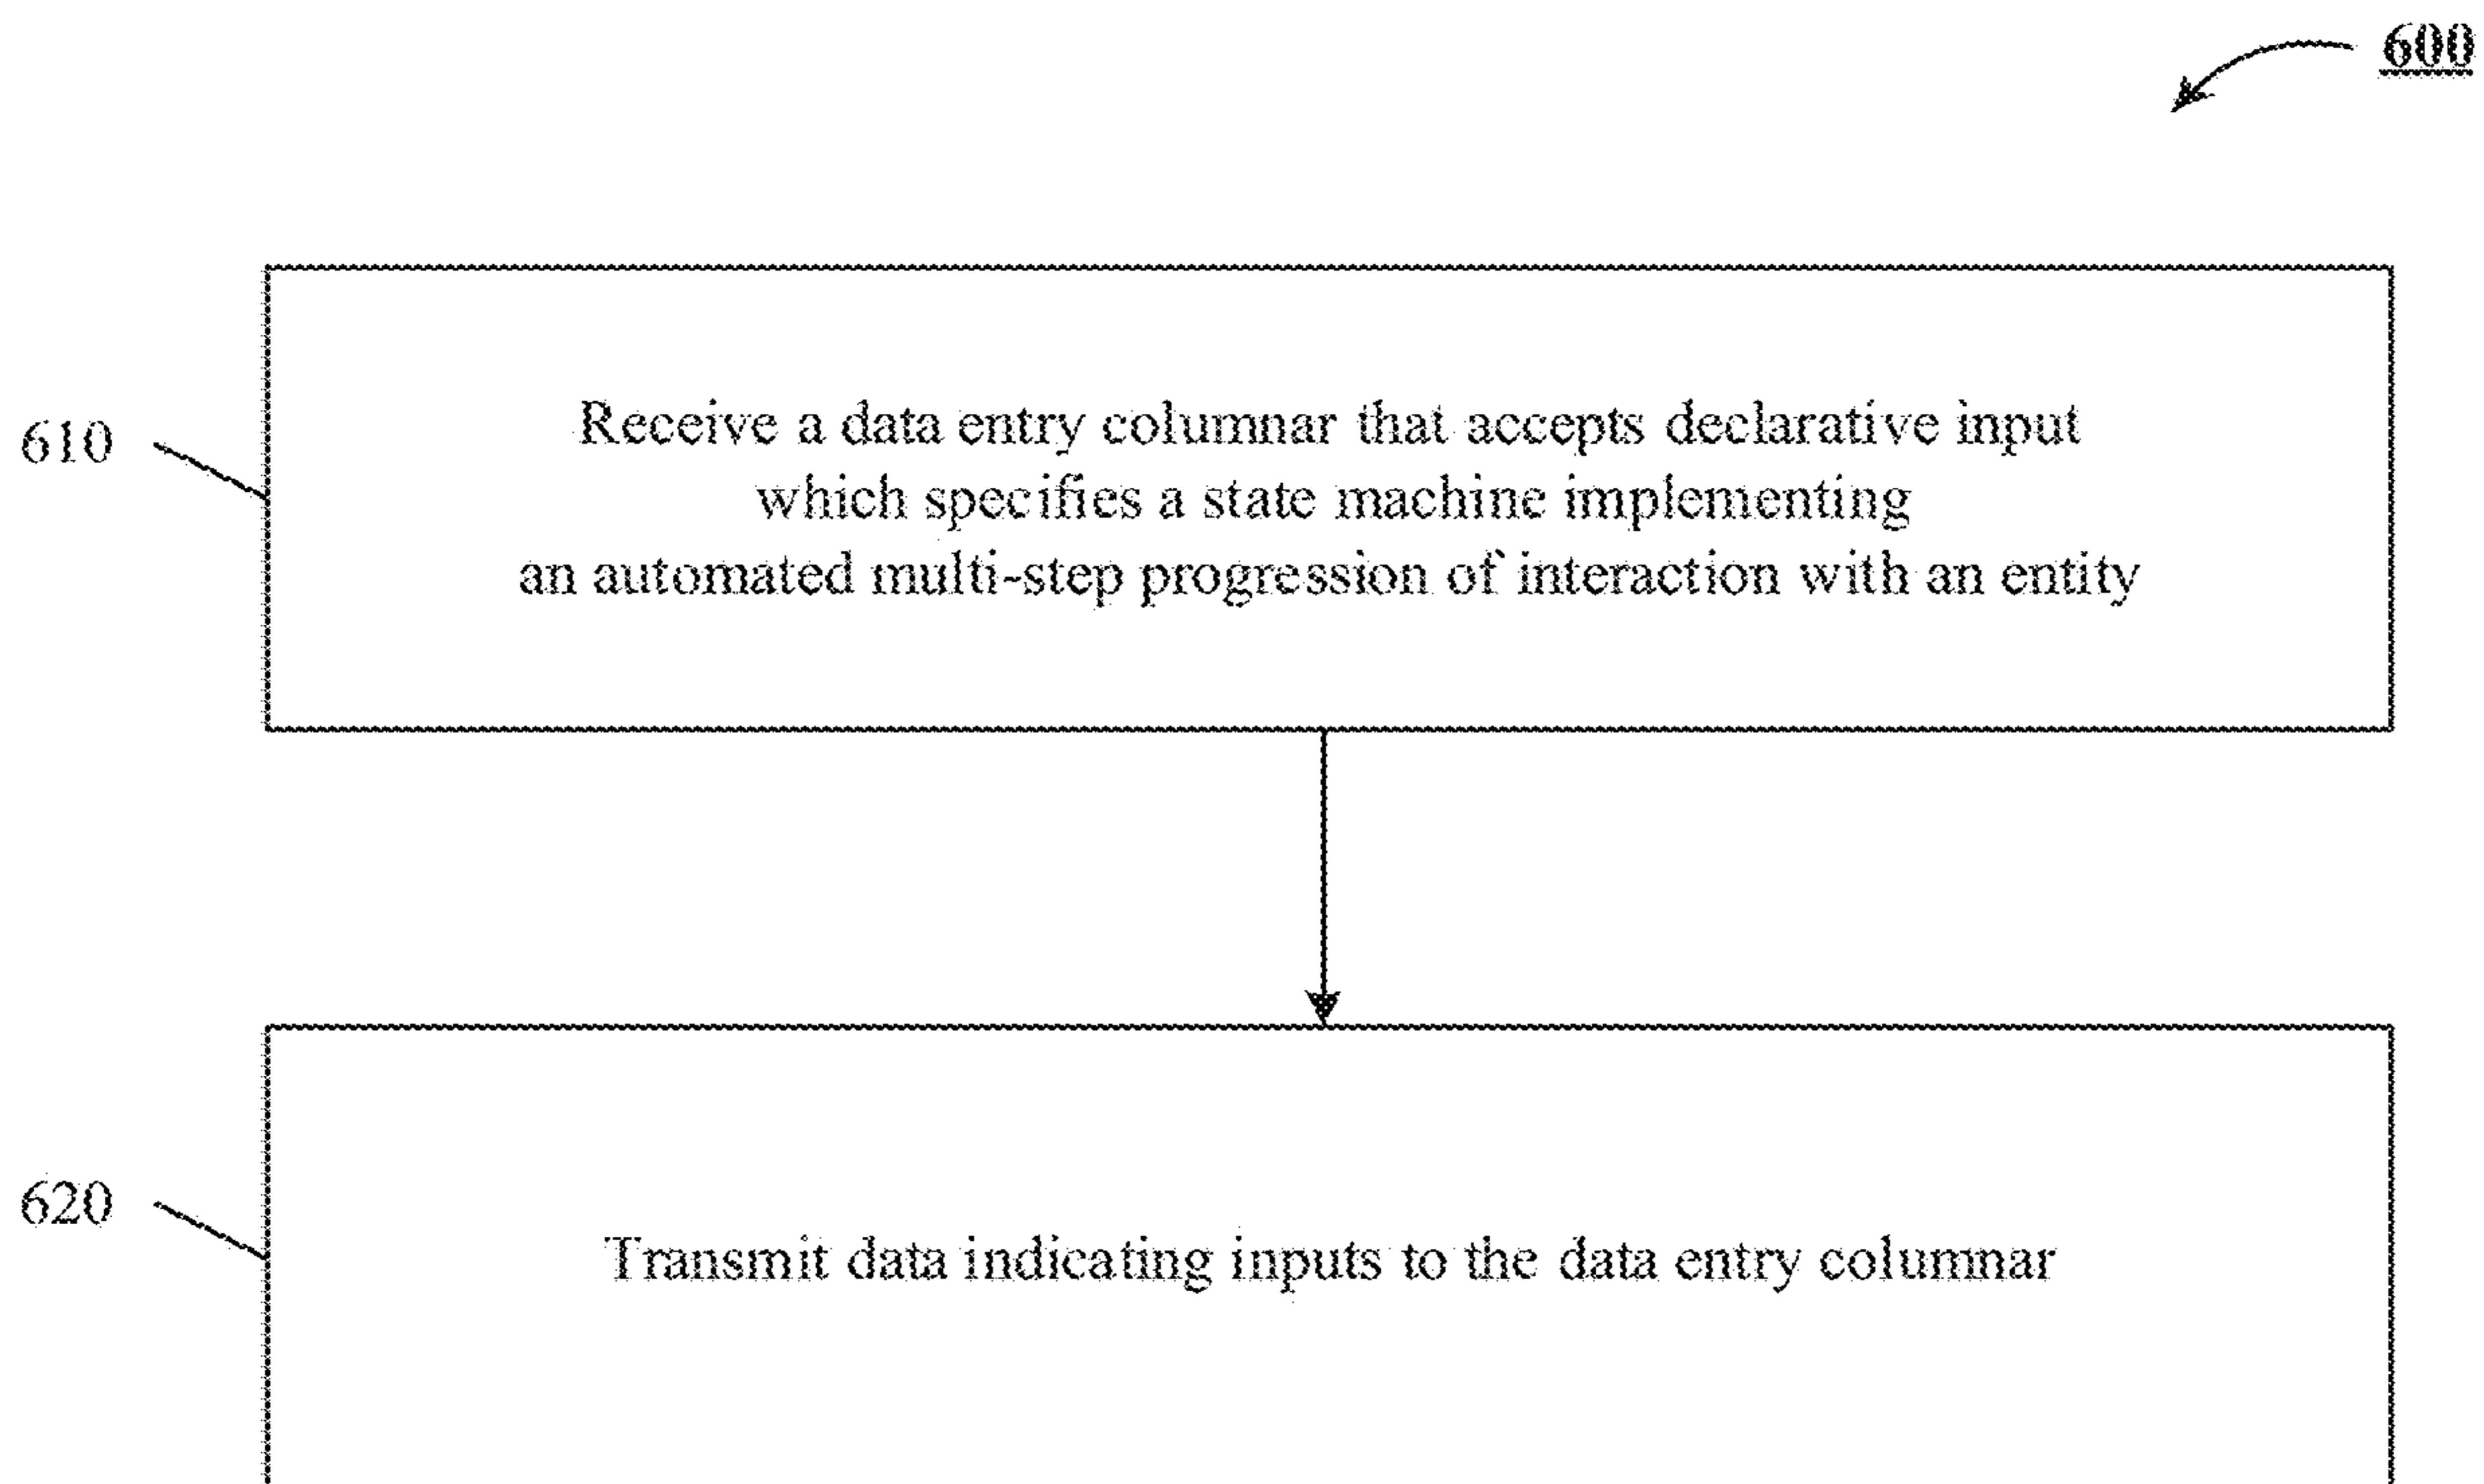 600
610
Receive a data entry columnar that accepts declarative input
which specifies a state machine implementing
an automated multi-step progression of interaction with an entity
620
Transmit data indicating inputs to the data entry columnar